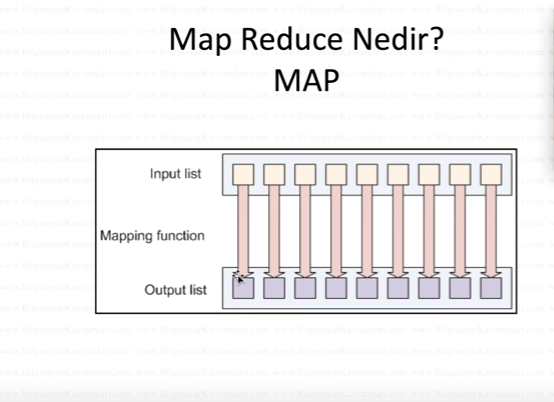 Map Reduce Nedir?
MAP
Input list
Mapping function
Output list